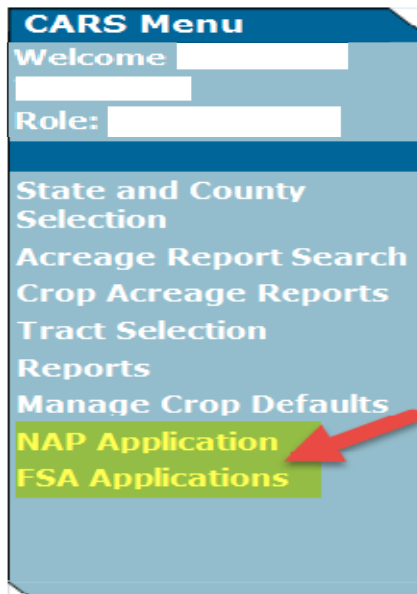 CARS Menu
Welcome
Role:
State and County
Selection
Acreage Report Search
Crop Acreage Reports
Tract Selection
Reports
Manage Crop Defaults
NAP Application
FSA Applications